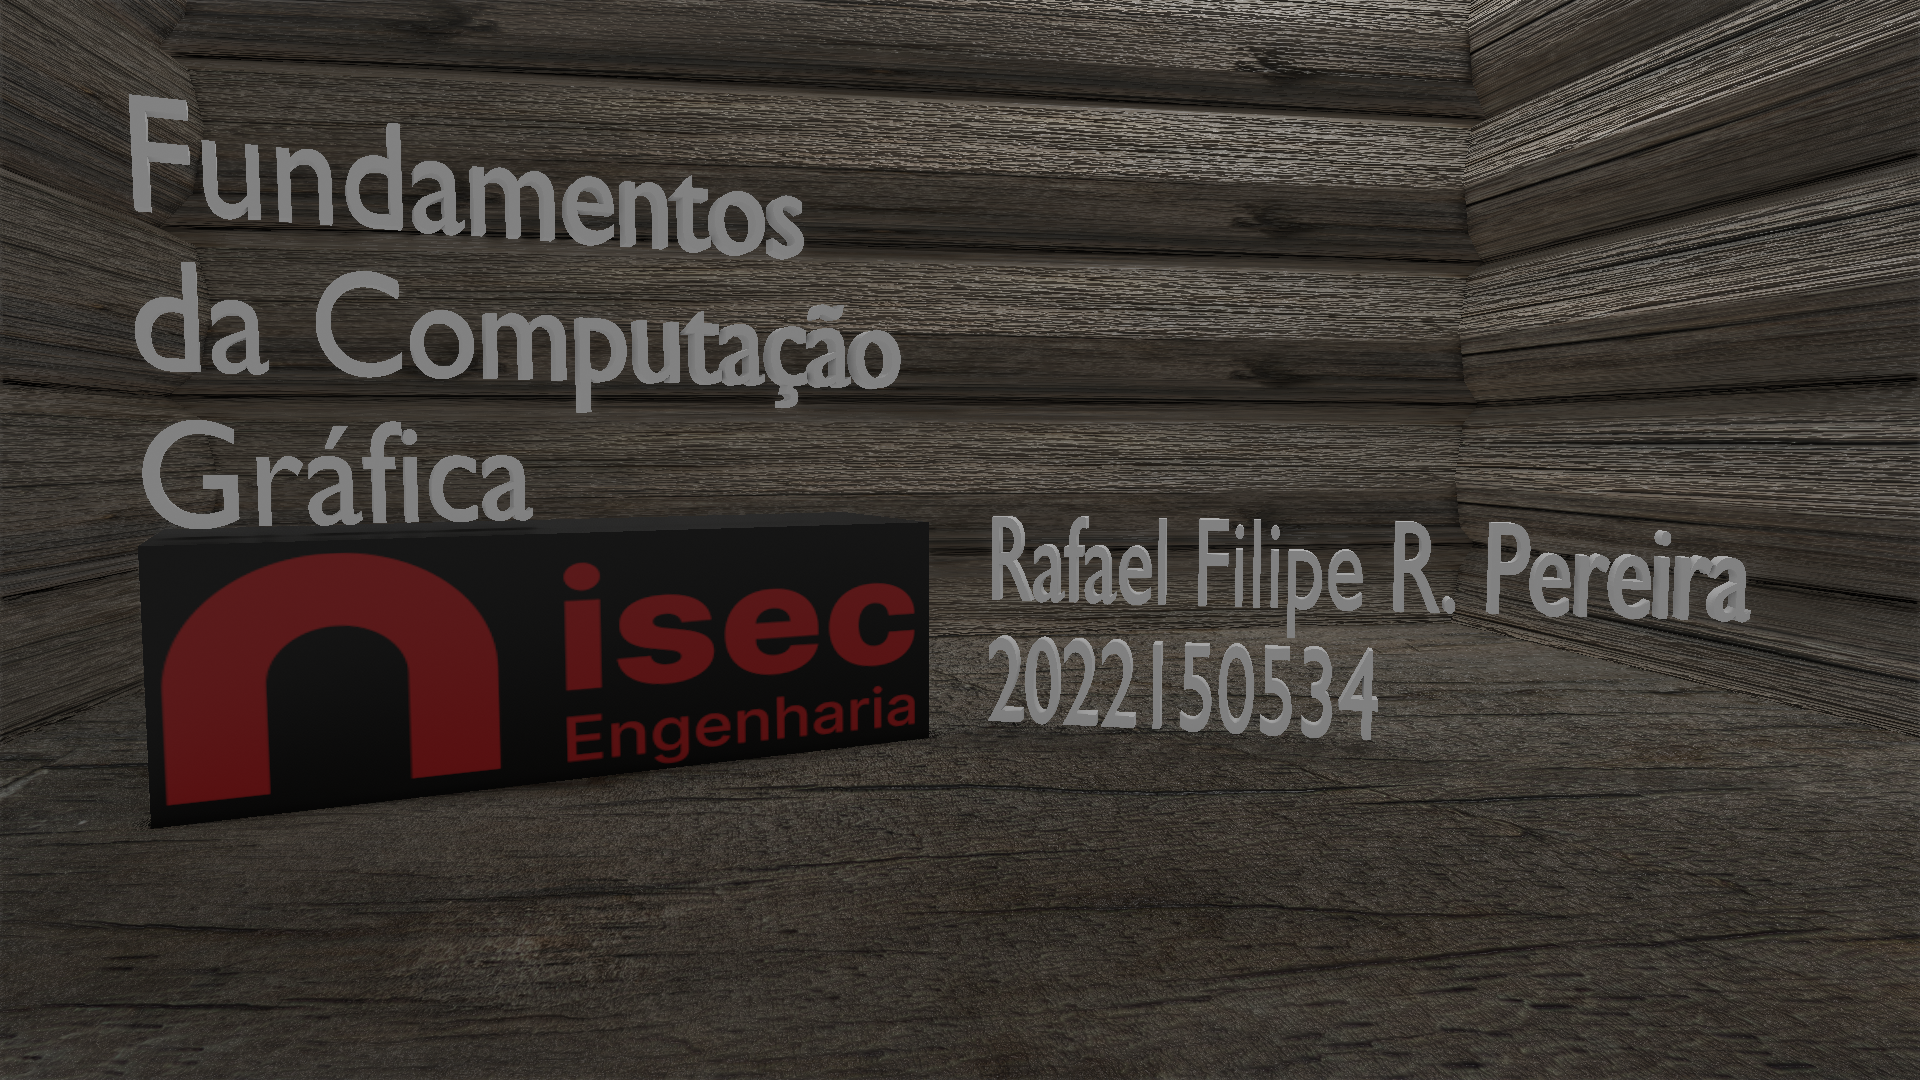 Fundamentos
da Computação
Gráfica
isec
Engenharia
Rafael Filipe R. Pereira
2022150534